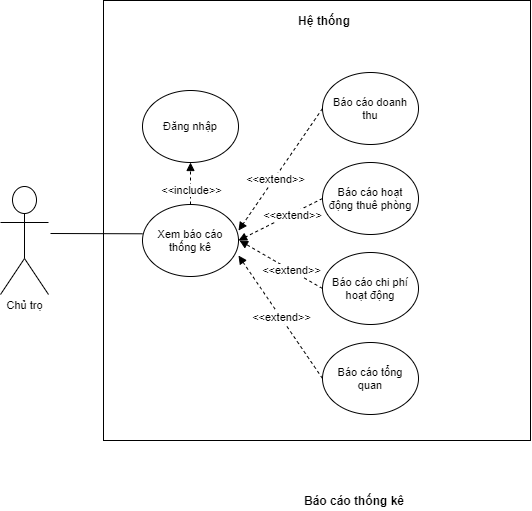 Hệ thống
Báo cáo doanh
thu
Đăng nhập
<<extend>>
<<include>>
Báo cáo hoạt
động thuê phòng
<<extend>>
Xem báo cáo
thống kê
<<extend>>
Báo cáo chi phí
hoạt động
Chủ trọ
<<extend>>
Báo cáo tổng
quan
Báo cáo thống kê